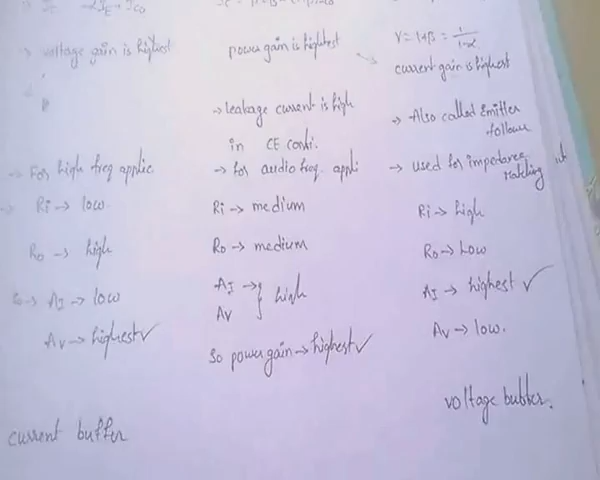 voltage gain is highest
For high freq applic
Ri → low.
Ro → high
AI → low
Av → highest ✓
current buffer
power gain is highest
→ leakage current is high
in CE confi.
→ for audio freq. appli
Ri → medium
Ro → medium
AI → } high
Av
So power gain → highest ✓
γ = 1+β = 1/1-α
current gain is highest
→ Also called Emitter
follower
→ used for impedance
matching
Ri → high
Ro → Low
AI → highest ✓
Av → low.
voltage buffer.